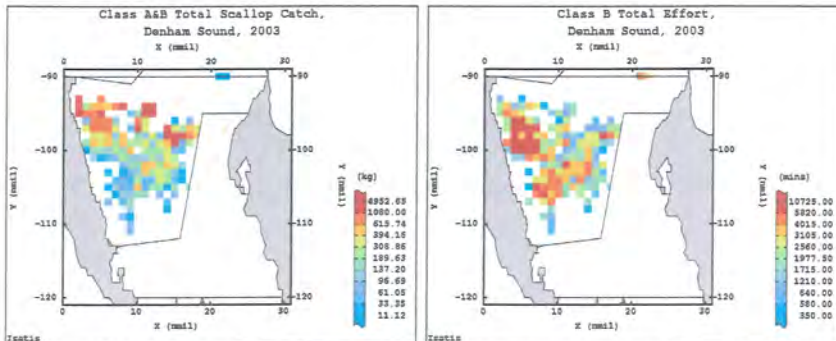 Class A&B Total Scallop Catch,
Denham Sound, 2003
X (nmil)
0 10 20 30
-90 -90
-100 -100
-110 -110
-120 -120
Y (nmil)
Y (nmil)
(kg)
4952.65
1080.00
615.74
394.16
308.86
189.63
137.20
96.69
61.05
33.35
11.12
0 10 20 30
X (nmil)
Isatis
Class B Total Effort,
Denham Sound, 2003
X (nmil)
0 10 20 30
-90 -90
-100 -100
-110 -110
-120 -120
Y (nmil)
Y (nmil)
(mins)
10725.00
5820.00
4015.00
3105.00
2560.00
1977.50
1715.00
1210.00
640.00
580.00
350.00
0 10 20 30
X (nmil)
Isatis